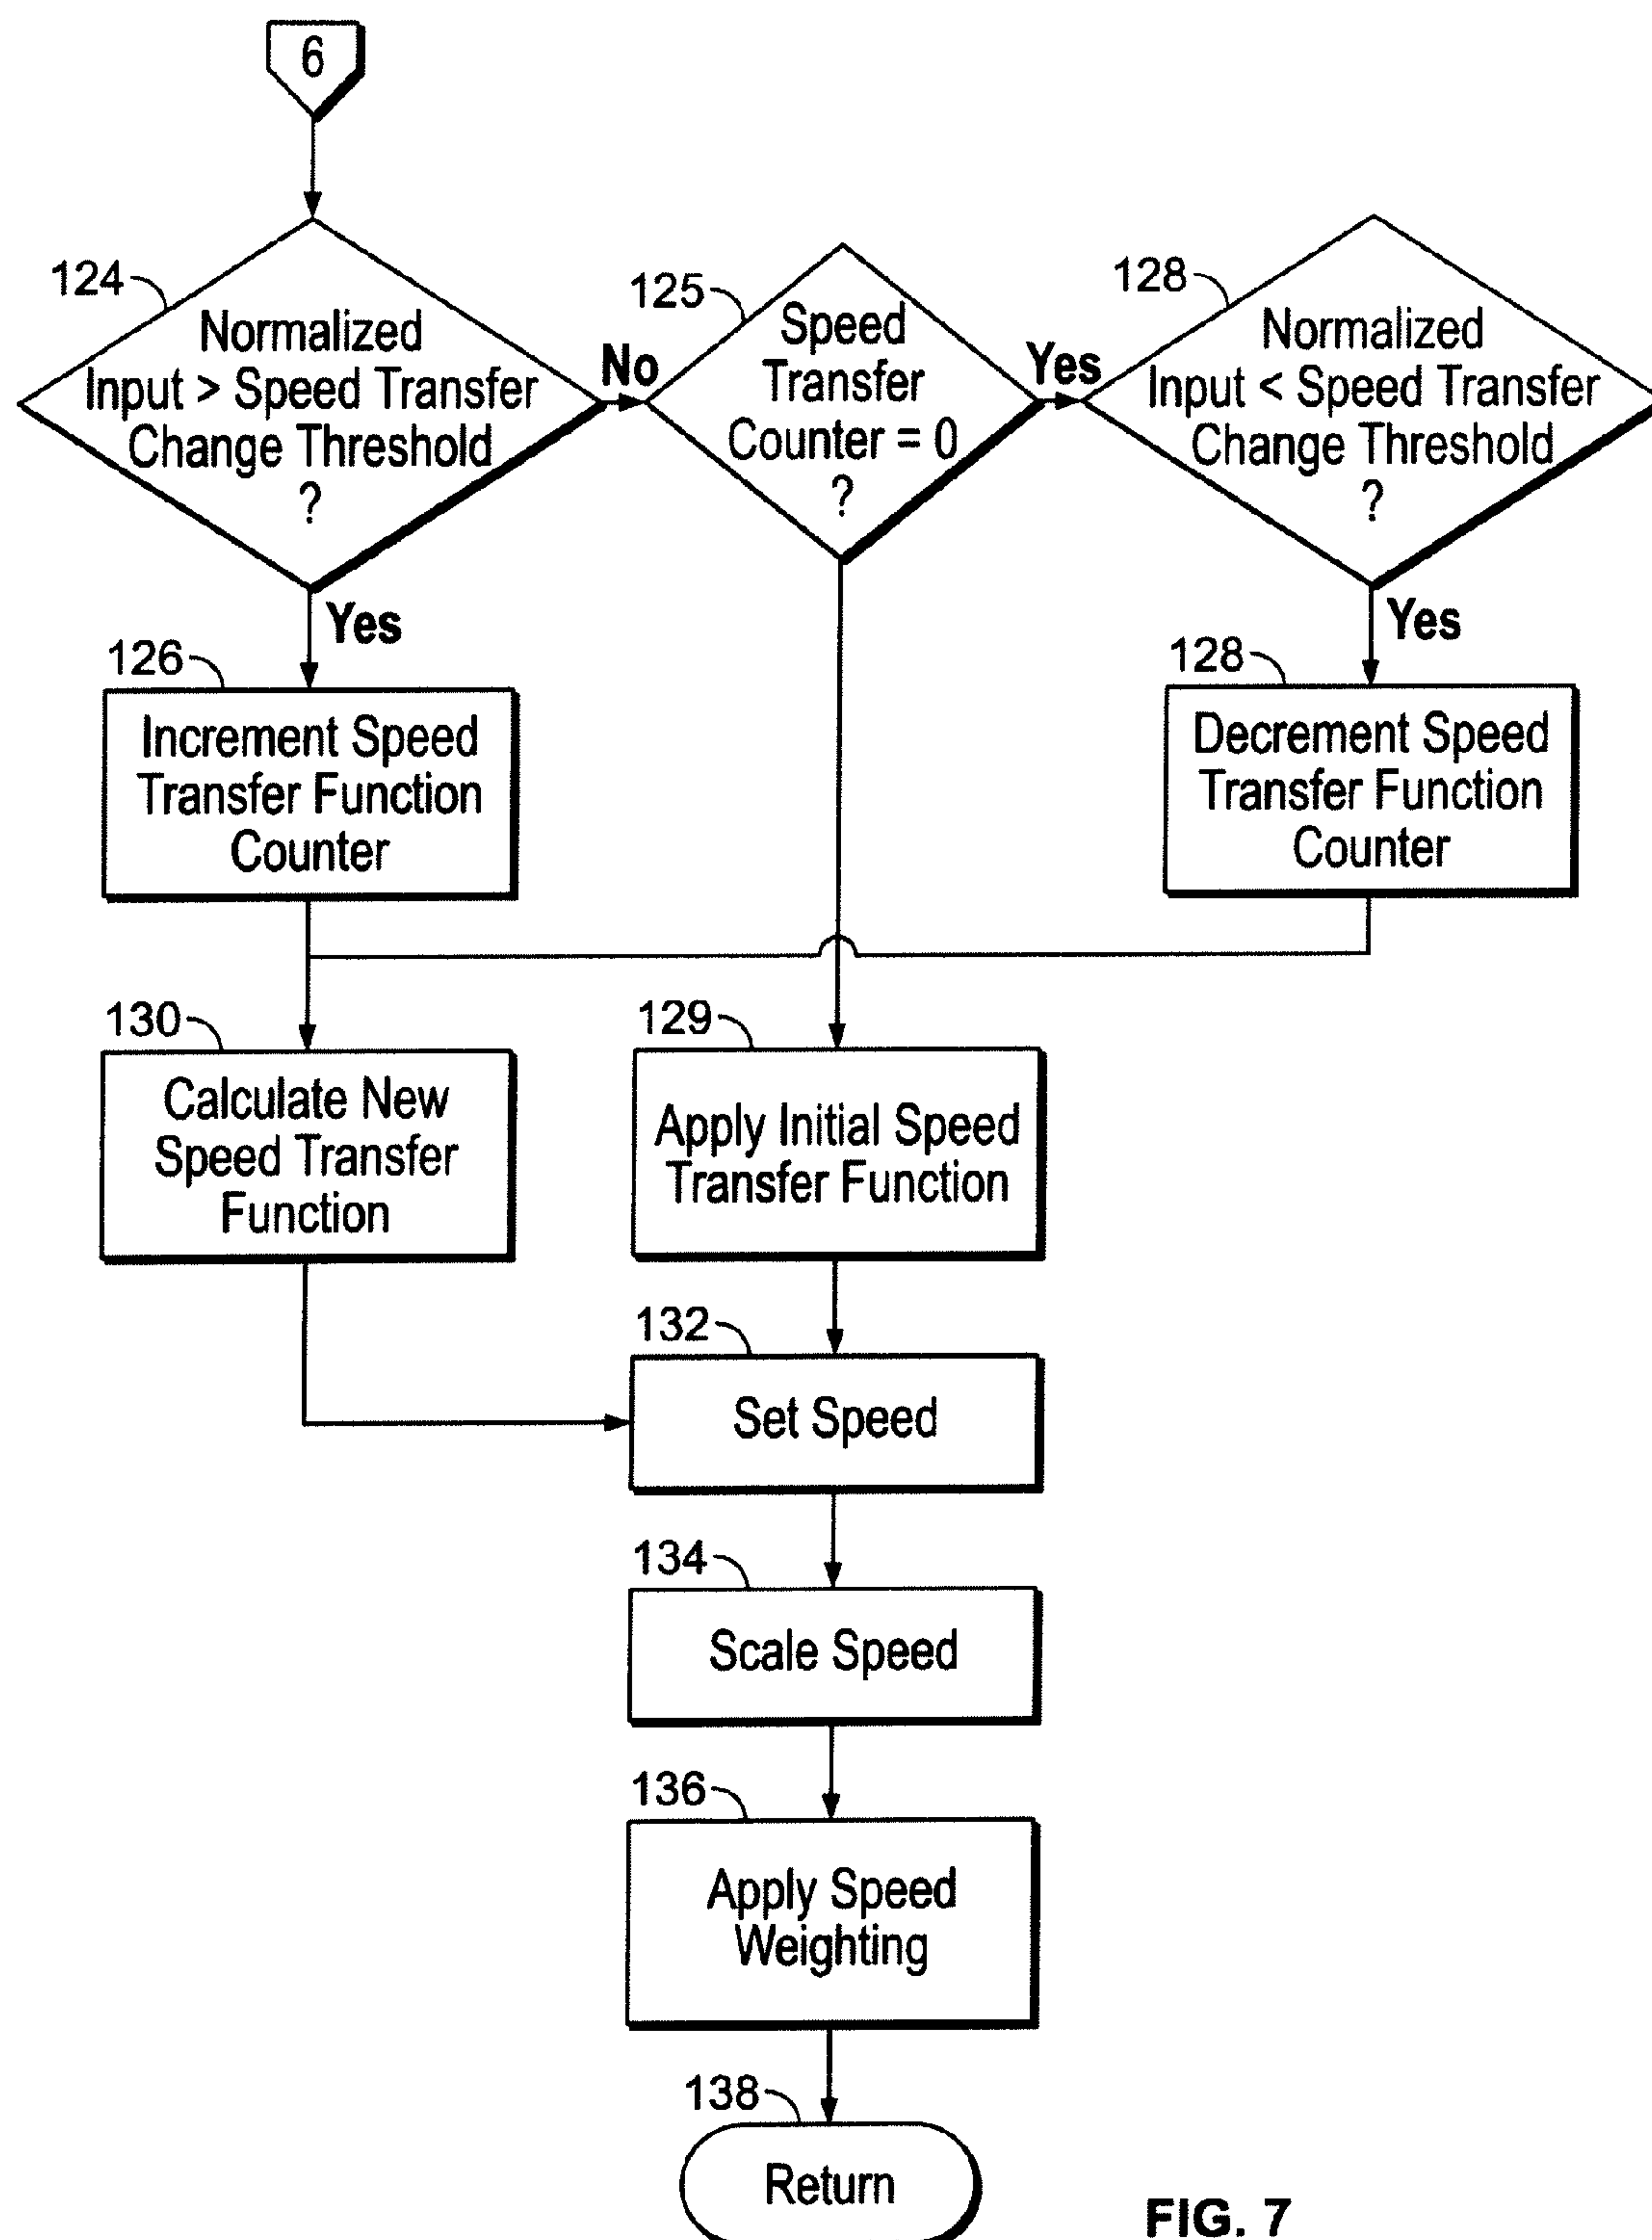 6
124
Normalized
Input > Speed Transfer
Change Threshold
?
No
125
Speed
Transfer
Counter = 0
?
Yes
128
Normalized
Input < Speed Transfer
Change Threshold
?
Yes
126
Increment Speed
Transfer Function
Counter
Yes
128
Decrement Speed
Transfer Function
Counter
130
Calculate New
Speed Transfer
Function
129
Apply Initial Speed
Transfer Function
132
Set Speed
134
Scale Speed
136
Apply Speed
Weighting
138
Return
FIG. 7